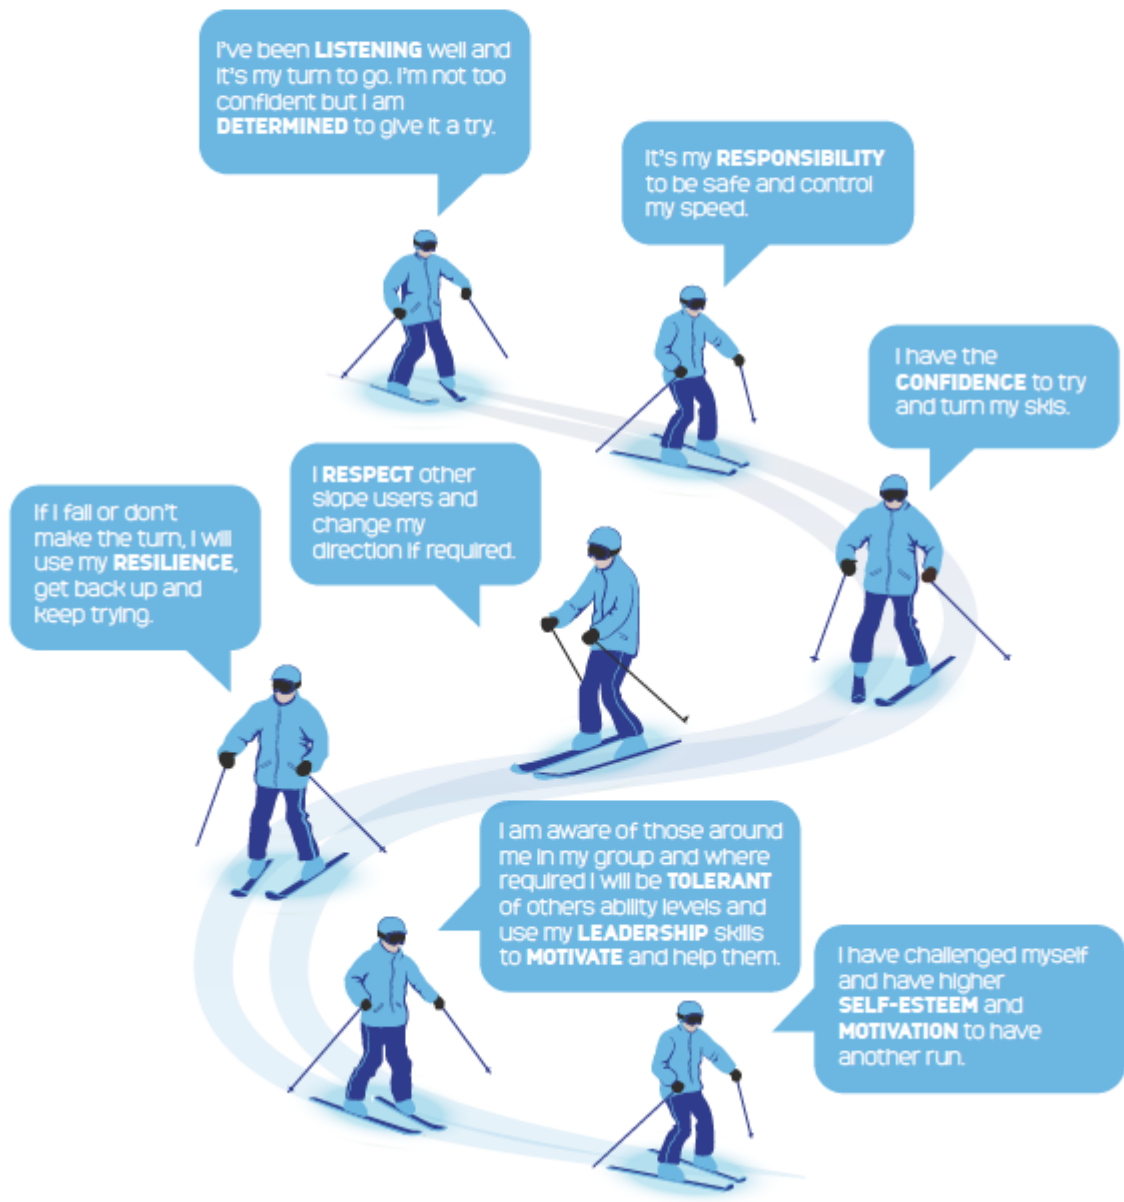 I've been LISTENING well and
it's my turn to go. I'm not too
confident but I am
DETERMINED to give it a try.
It's my RESPONSIBILITY
to be safe and control
my speed.
I have the
CONFIDENCE to try
and turn my skis.
I RESPECT other
slope users and
change my
direction if required.
If I fall or don't
make the turn, I will
use my RESILIENCE,
get back up and
keep trying.
I am aware of those around
me in my group and where
required I will be TOLERANT
of others ability levels and
use my LEADERSHIP skills
to MOTIVATE and help them.
I have challenged myself
and have higher
SELF-ESTEEM and
MOTIVATION to have
another run.